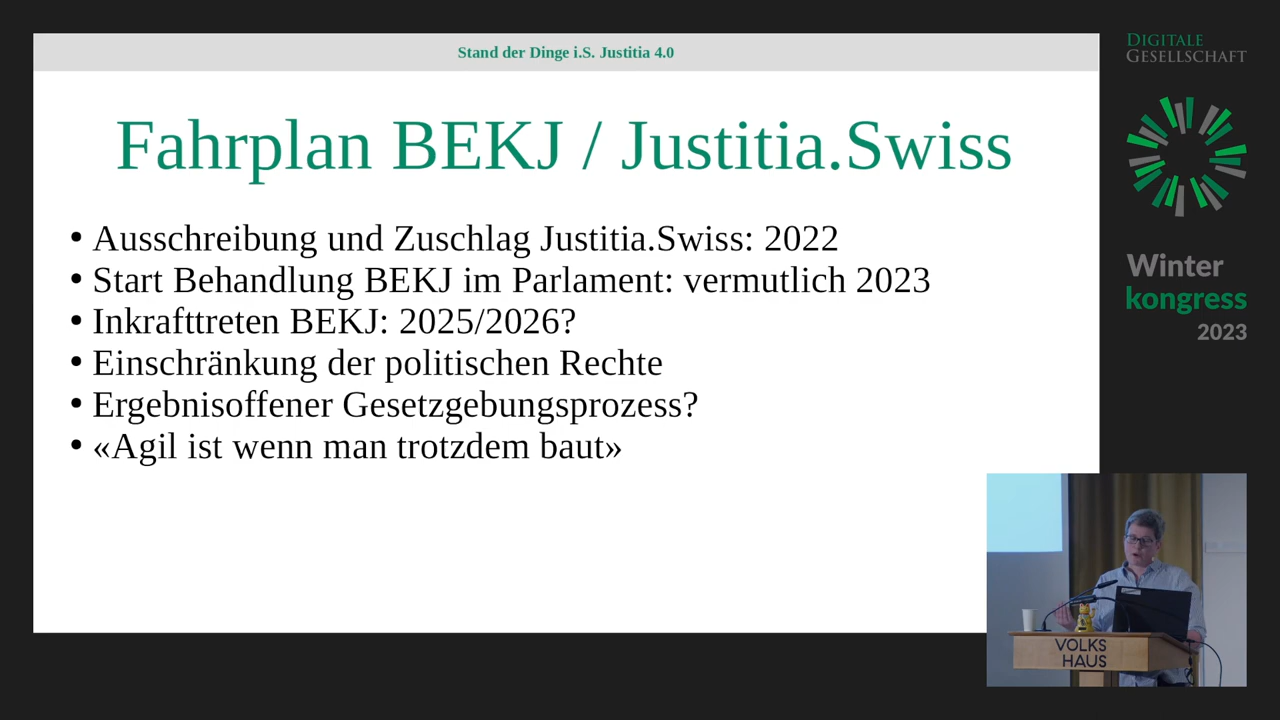 Stand der Dinge i.S. Justitia 4.0
Fahrplan BEKJ / Justitia.Swiss
• Ausschreibung und Zuschlag Justitia.Swiss: 2022
• Start Behandlung BEKJ im Parlament: vermutlich 2023
• Inkrafttreten BEKJ: 2025/2026?
• Einschränkung der politischen Rechte
• Ergebnisoffener Gesetzgebungsprozess?
• «Agil ist wenn man trotzdem baut»
DIGITALE
GESELLSCHAFT
Winter
kongress
2023
VOLKS
HAUS